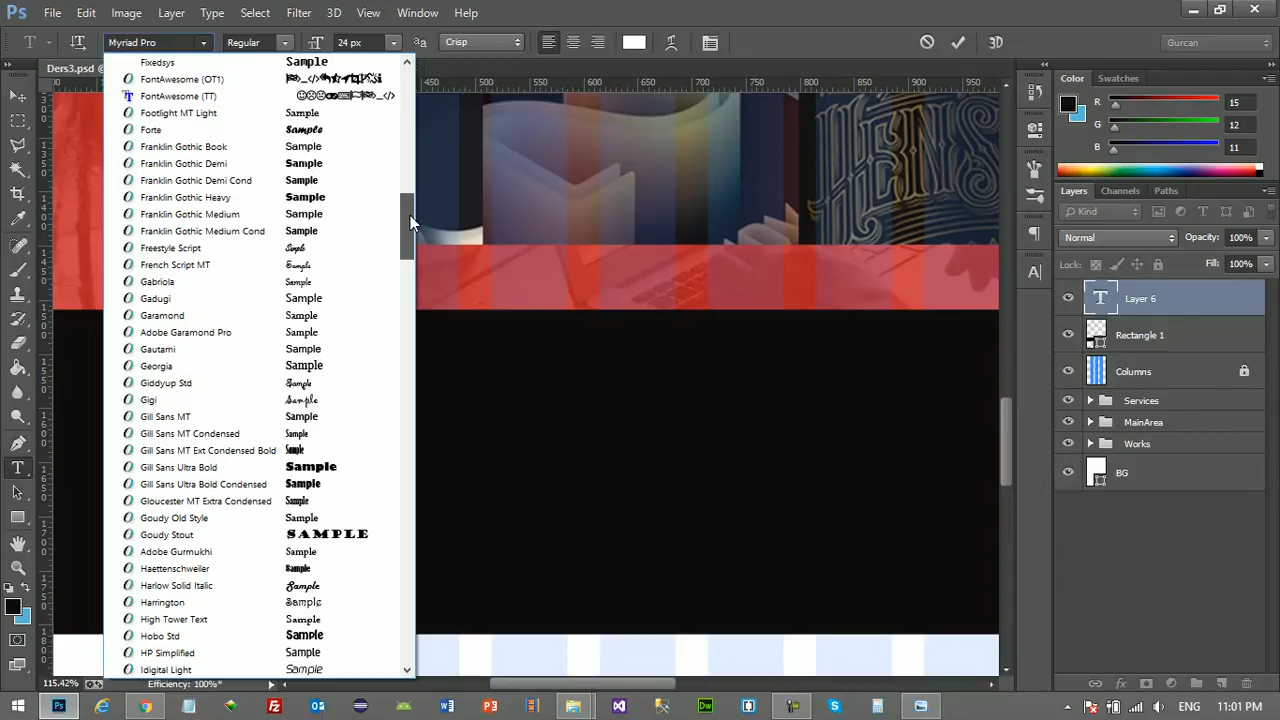 Ps File Edit Image Layer Type Select Filter 3D View Window Help
T Myriad Pro Regular 24 px Crisp 3D Gurcan
Ders3.psd @
450 500 550 600 650 700 750 800 850 900 950
Fixedsys Sample
FontAwesome (OT1)
FontAwesome (TT)
Footlight MT Light Sample
Forte Sample
Franklin Gothic Book Sample
Franklin Gothic Demi Sample
Franklin Gothic Demi Cond Sample
Franklin Gothic Heavy Sample
Franklin Gothic Medium Sample
Franklin Gothic Medium Cond Sample
Freestyle Script Sample
French Script MT Sample
Gabriola Sample
Gadugi Sample
Garamond Sample
Adobe Garamond Pro Sample
Gautami Sample
Georgia Sample
Giddyup Std Sample
Gigi Sample
Gill Sans MT Sample
Gill Sans MT Condensed Sample
Gill Sans MT Ext Condensed Bold Sample
Gill Sans Ultra Bold Sample
Gill Sans Ultra Bold Condensed Sample
Gloucester MT Extra Condensed Sample
Goudy Old Style Sample
Goudy Stout SAMPLE
Adobe Gurmukhi Sample
Haettenschweiler Sample
Harlow Solid Italic Sample
Harrington Sample
High Tower Text Sample
Hobo Std Sample
HP Simplified Sample
Idigital Light Sample
Color Swatches
R 15
G 12
B 11
Layers Channels Paths
Kind
Normal Opacity: 100%
Lock: Fill: 100%
T Layer 6
Rectangle 1
Columns
Services
MainArea
Works
BG
115.42% Efficiency: 100%*
ENG 11:01 PM